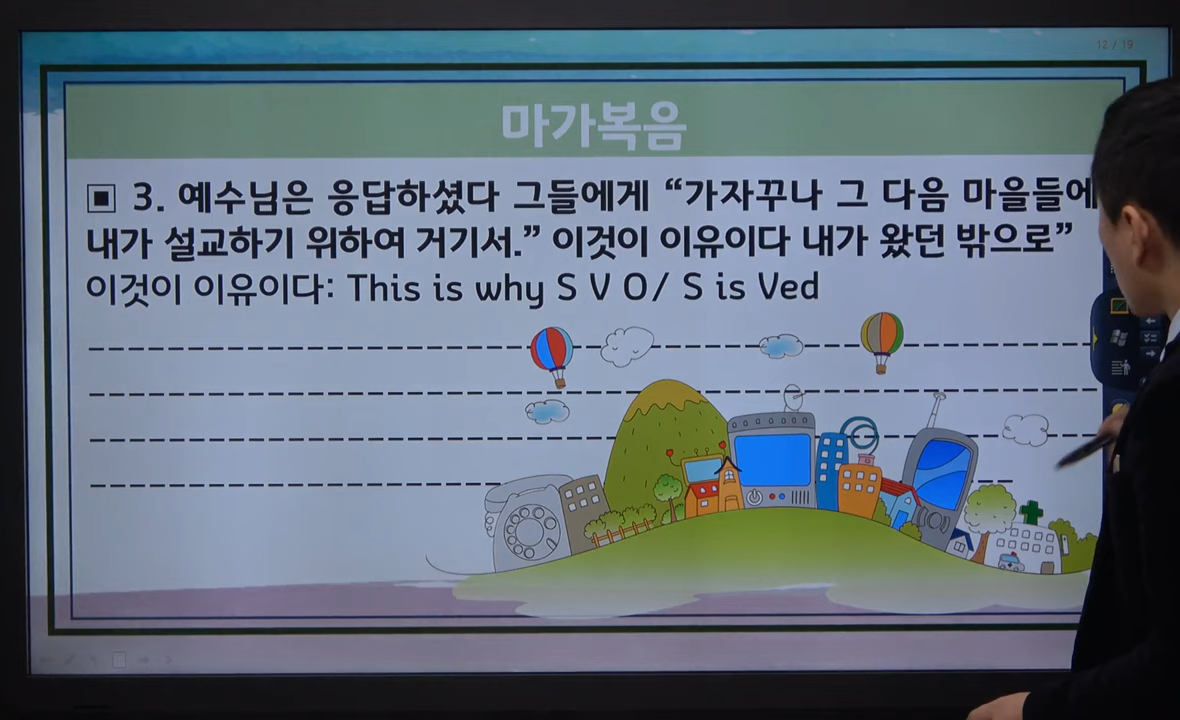 12 / 19
마가복음
▣ 3. 예수님은 응답하셨다 그들에게 “가자꾸나 그 다음 마을들에
내가 설교하기 위하여 거기서.” 이것이 이유이다 내가 왔던 밖으로”
이것이 이유이다: This is why S V O/ S is Ved